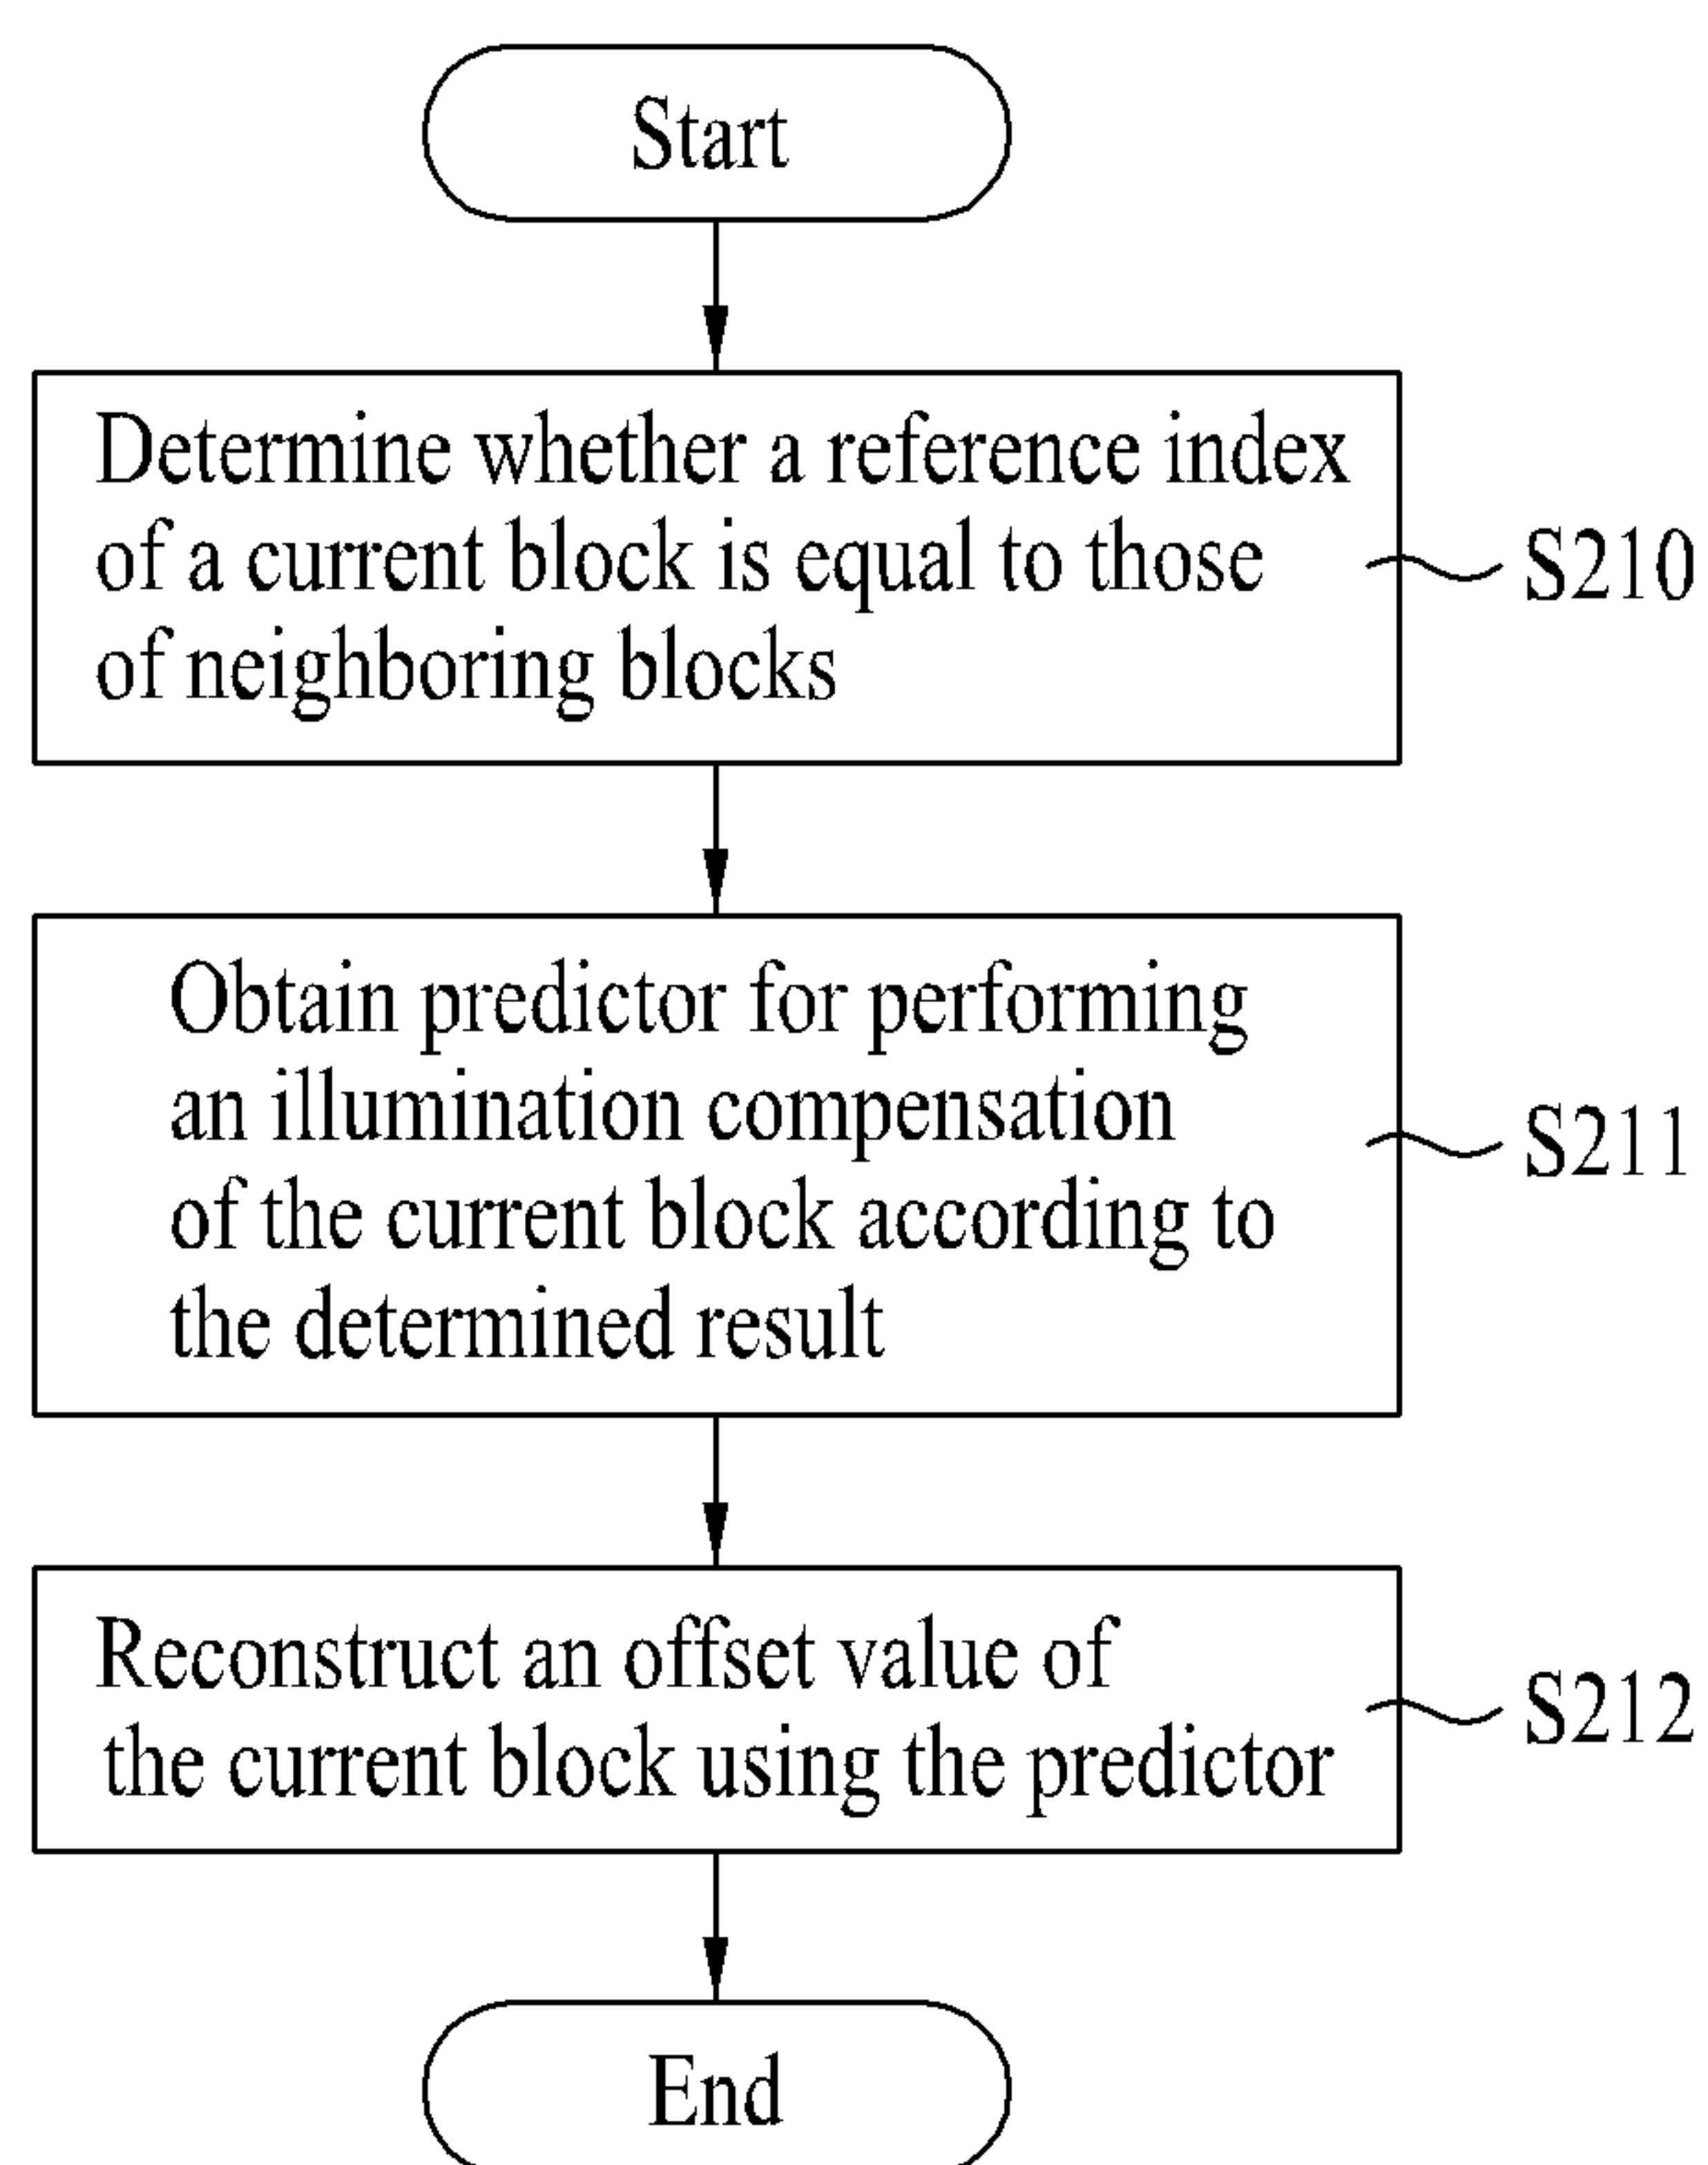 Start
Determine whether a reference index
of a current block is equal to those
of neighboring blocks
S210
Obtain predictor for performing
an illumination compensation
of the current block according to
the determined result
S211
Reconstruct an offset value of
the current block using the predictor
S212
End